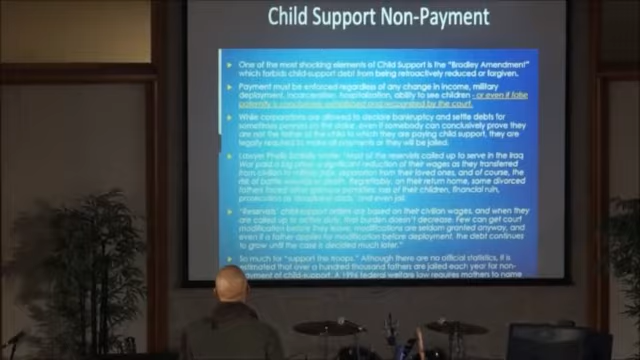 Child Support Non-Payment
One of the most shocking elements of Child Support is the "Bradley Amendment"
which forbids child-support debt from being retroactively reduced or forgiven.
Payment must be enforced regardless of any change in income, military
deployment, incarceration, hospitalization, ability to see children - or even if false
paternity is
and recognized by the court.
While corporations are allowed to declare bankruptcy and settle debts for
sometimes pennies on the dollar, even if somebody can conclusively prove they
are not the father of the child to which they are paying child support, they are
legally required to make all payments or they will be jailed.
Lawyer Phyllis Schlafly wrote: "Most of the reservists called up to serve in the Iraq
War paid a big price: a significant reduction of their wages as they transferred
from civilian to military jobs, separation from their loved ones, and of course, the
risk of battle wounds or death. Regrettably, on their return home, some divorced
fathers faced other grievous penalties: loss of their children, financial ruin,
prosecution as deadbeat dads, and even jail.
"Reservists' child support orders are based on their civilian wages, and when they
are called up to active duty, that burden doesn't decrease. Few can get court
modification before they leave, modifications are seldom granted anyway, and
even if a father applies for modification before deployment, the debt continues
to grow until the case is decided much later."
So much for "support the troops." Although there are no official statistics, it is
estimated that over a hundred thousand fathers are jailed each year for non-
payment of child-support. A 1996 federal welfare law requires mothers to name